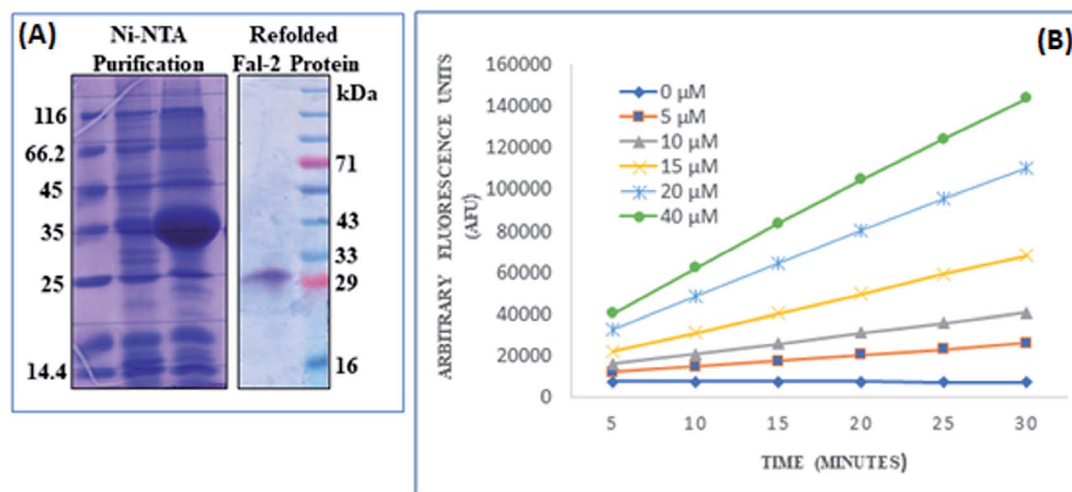 (A)
Ni-NTA Refolded
Purification Fal-2 Protein
kDa
116
66.2
45
35
25
14.4
71
43
33
29
16
(B)
ARBITRARY FLUORESCENCE UNITS
(AFU)
160000
140000
120000
100000
80000
60000
40000
20000
0
0 µM
5 µM
10 µM
15 µM
20 µM
40 µM
5 10 15 20 25 30
TIME (MINUTES)